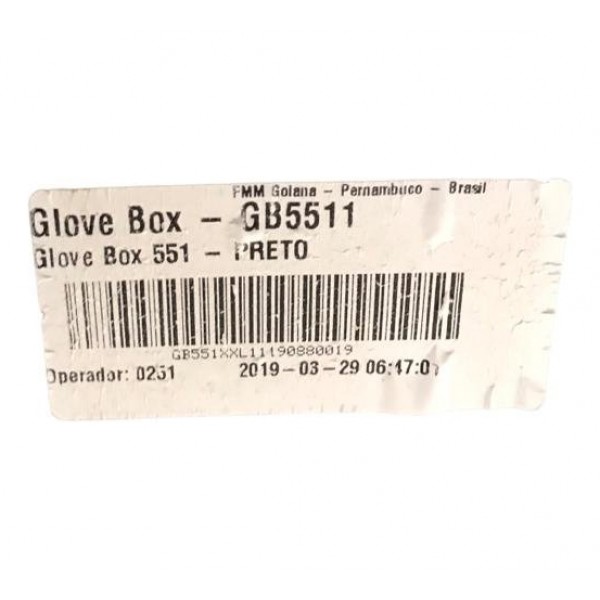 FMM Goiana - Pernambuco - Brasil
Glove Box - GB5511
Glove Box 551 - PRETO
GB551XXL11190880019
Operador: 0251 2019-03-29 06:47:01